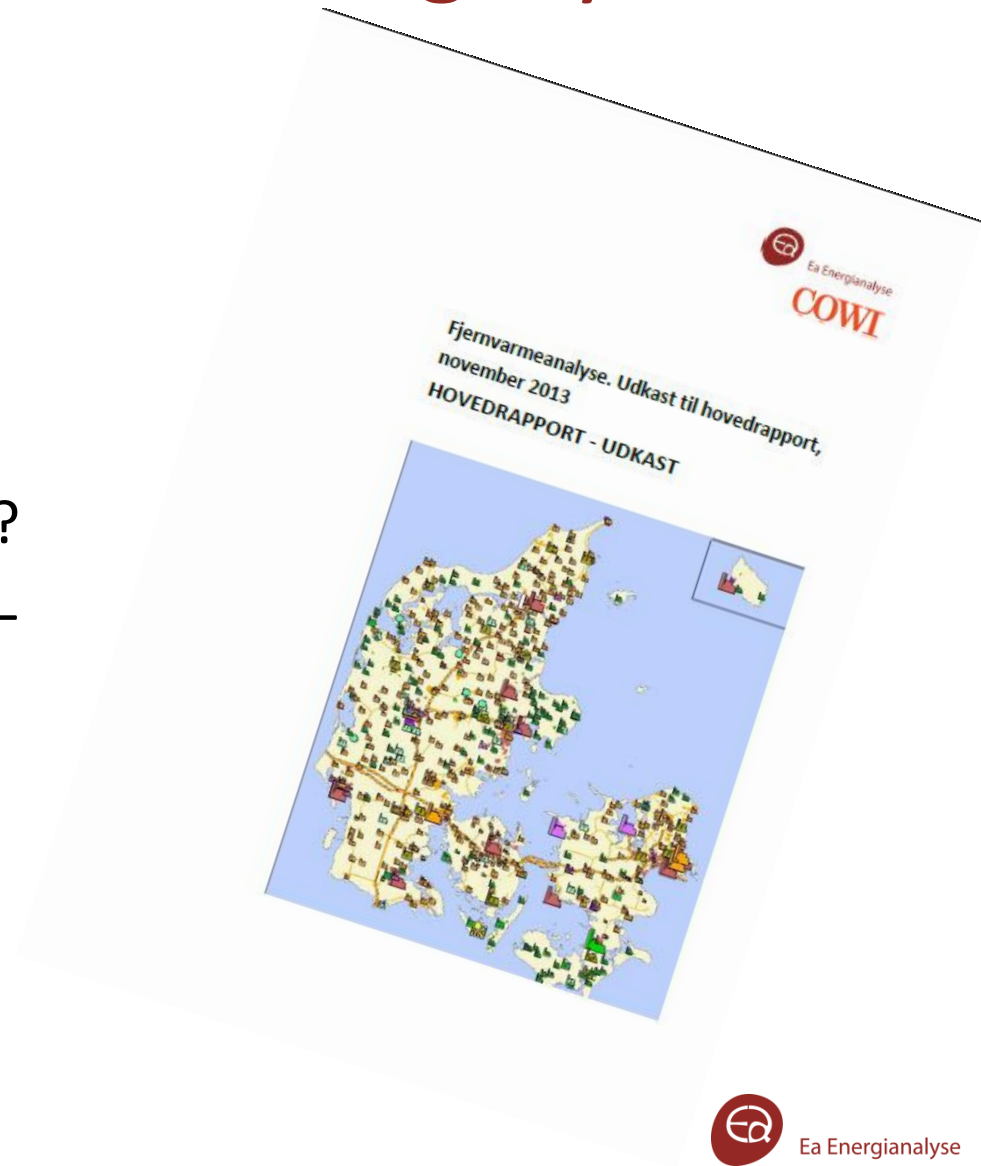 ?
–
Ea Energianalyse
COWI
Fjernvarmeanalyse. Udkast til hovedrapport,
november 2013
HOVEDRAPPORT - UDKAST
Ea Energianalyse